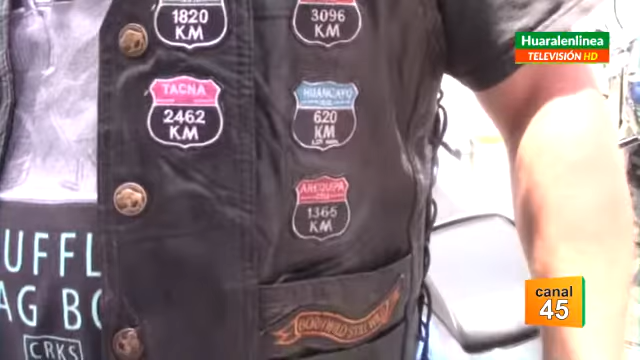 Huaralenlinea
TELEVISIÓN HD
1820
KM
3096
KM
TACNA
2462
KM
HUANCAYO
620
KM
AREQUIPA
1365
KM
UFFL
AG BO
CRKS
canal
45